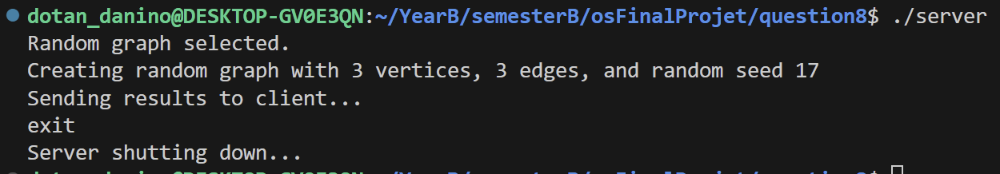 dotan_danino@DESKTOP-GV0E3QN:~/YearB/semesterB/osFinalProjet/question8$ ./server
Random graph selected.
Creating random graph with 3 vertices, 3 edges, and random seed 17
Sending results to client...
exit
Server shutting down...